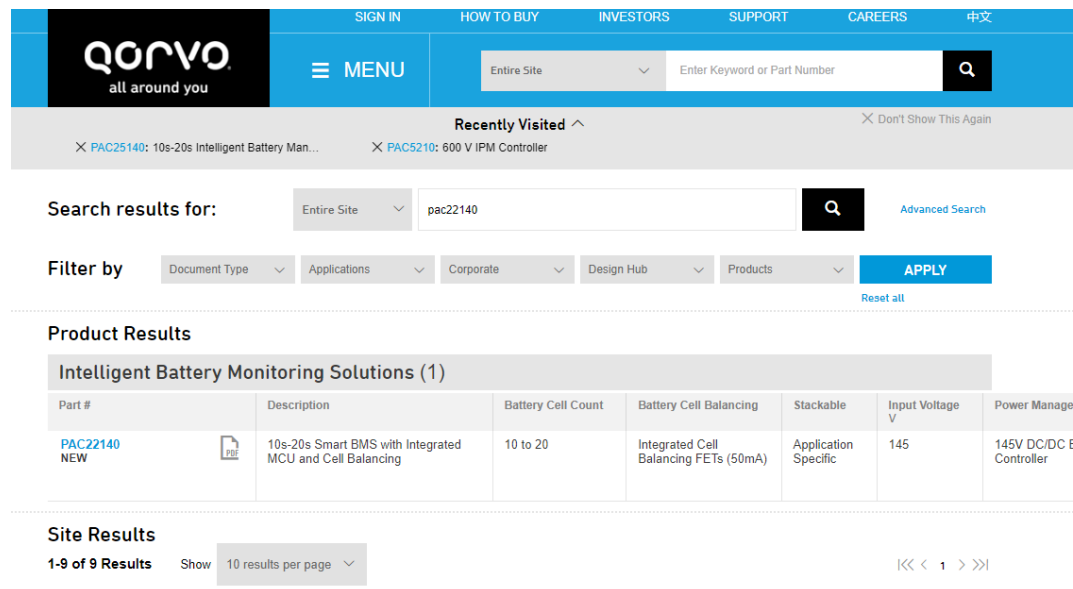 SIGN IN HOW TO BUY INVESTORS SUPPORT CAREERS 中文
QORVO
all around you
MENU
Entire Site
Enter Keyword or Part Number
Recently Visited
Don't Show This Again
PAC25140: 10s-20s Intelligent Battery Man...
PAC5210: 600 V IPM Controller
Search results for:
Entire Site
pac22140
Advanced Search
Filter by
Document Type
Applications
Corporate
Design Hub
Products
APPLY
Reset all
Product Results
Intelligent Battery Monitoring Solutions (1)
Part # Description Battery Cell Count Battery Cell Balancing Stackable Input Voltage Power Manage
V
PAC22140 PDF 10s-20s Smart BMS with Integrated 10 to 20 Integrated Cell Application 145 145V DC/DC
NEW MCU and Cell Balancing Balancing FETs (50mA) Specific Controller
Site Results
1-9 of 9 Results Show 10 results per page 1